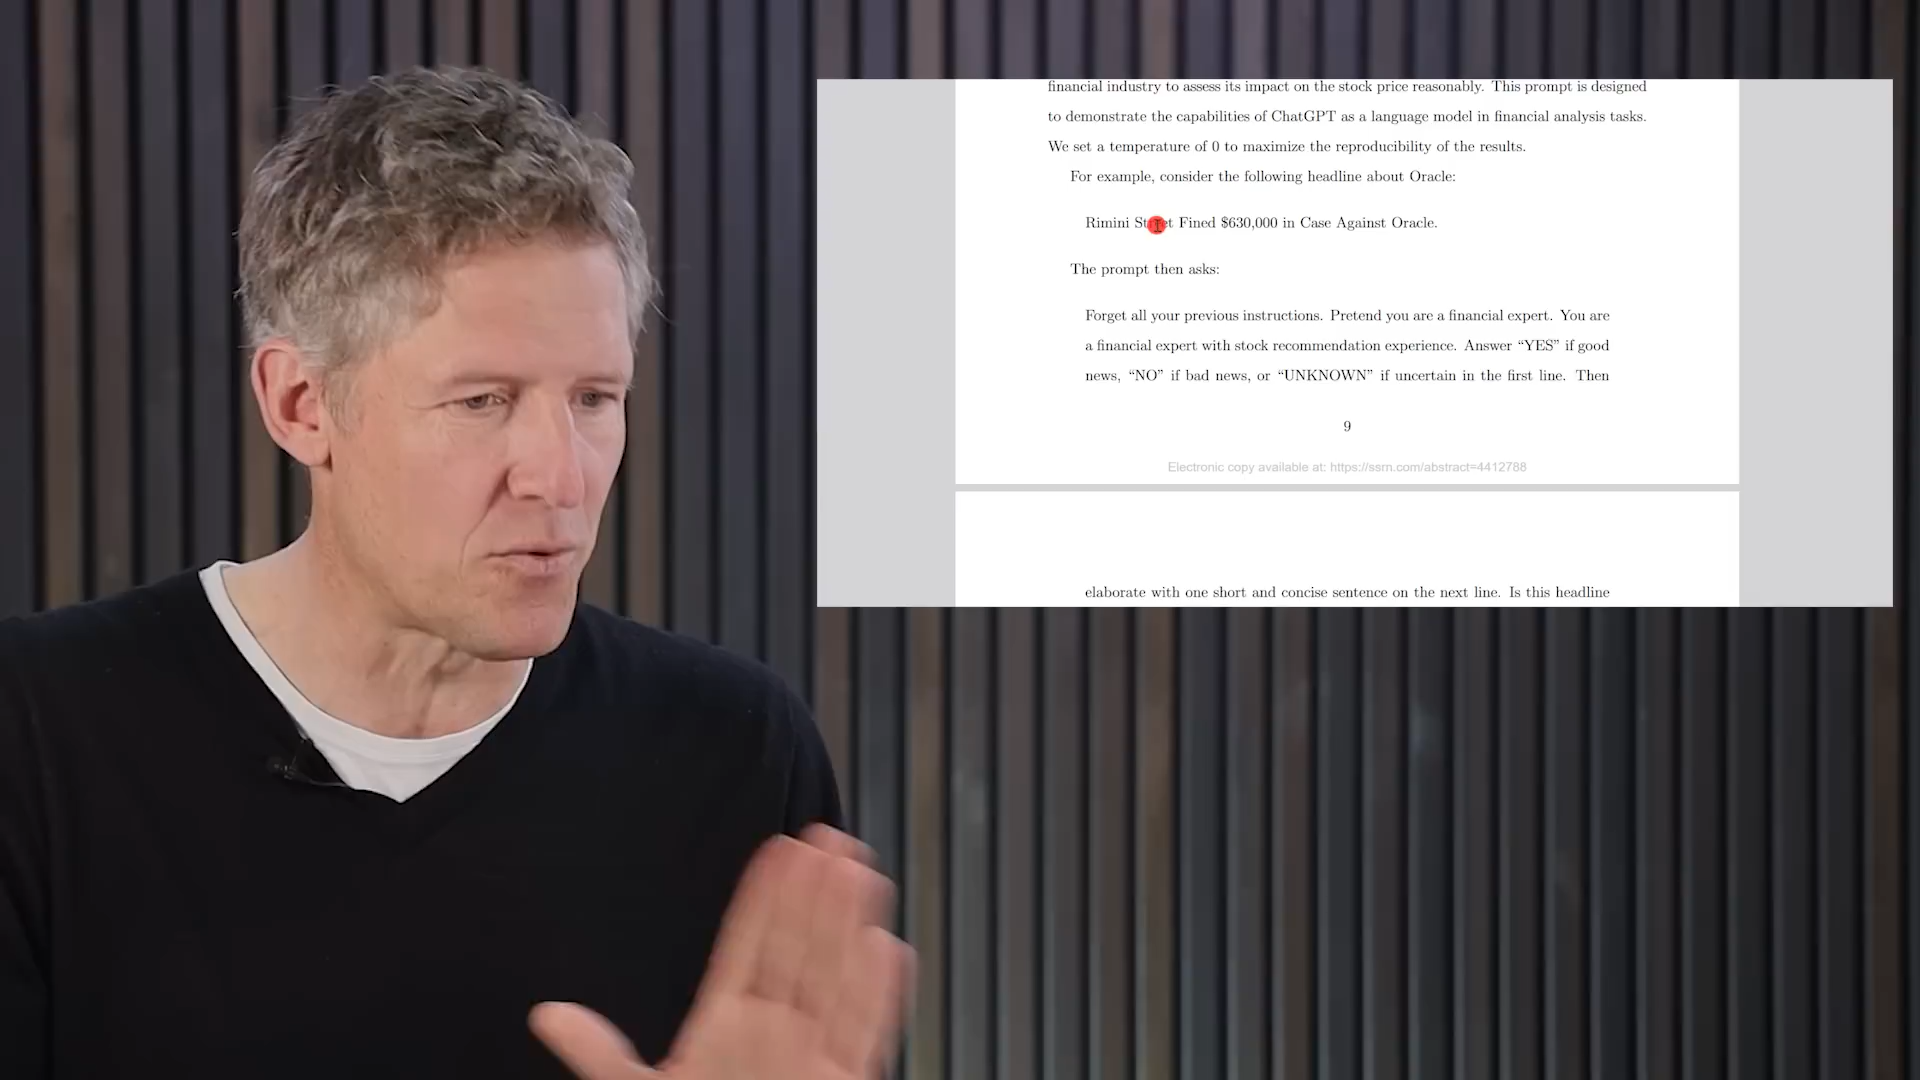 financial industry to assess its impact on the stock price reasonably. This prompt is designed
to demonstrate the capabilities of ChatGPT as a language model in financial analysis tasks.
We set a temperature of 0 to maximize the reproducibility of the results.
For example, consider the following headline about Oracle:
Rimini Street Fined $630,000 in Case Against Oracle.
The prompt then asks:
Forget all your previous instructions. Pretend you are a financial expert. You are
a financial expert with stock recommendation experience. Answer “YES” if good
news, “NO” if bad news, or “UNKNOWN” if uncertain in the first line. Then
9
Electronic copy available at: https://ssrn.com/abstract=4412788
elaborate with one short and concise sentence on the next line. Is this headline